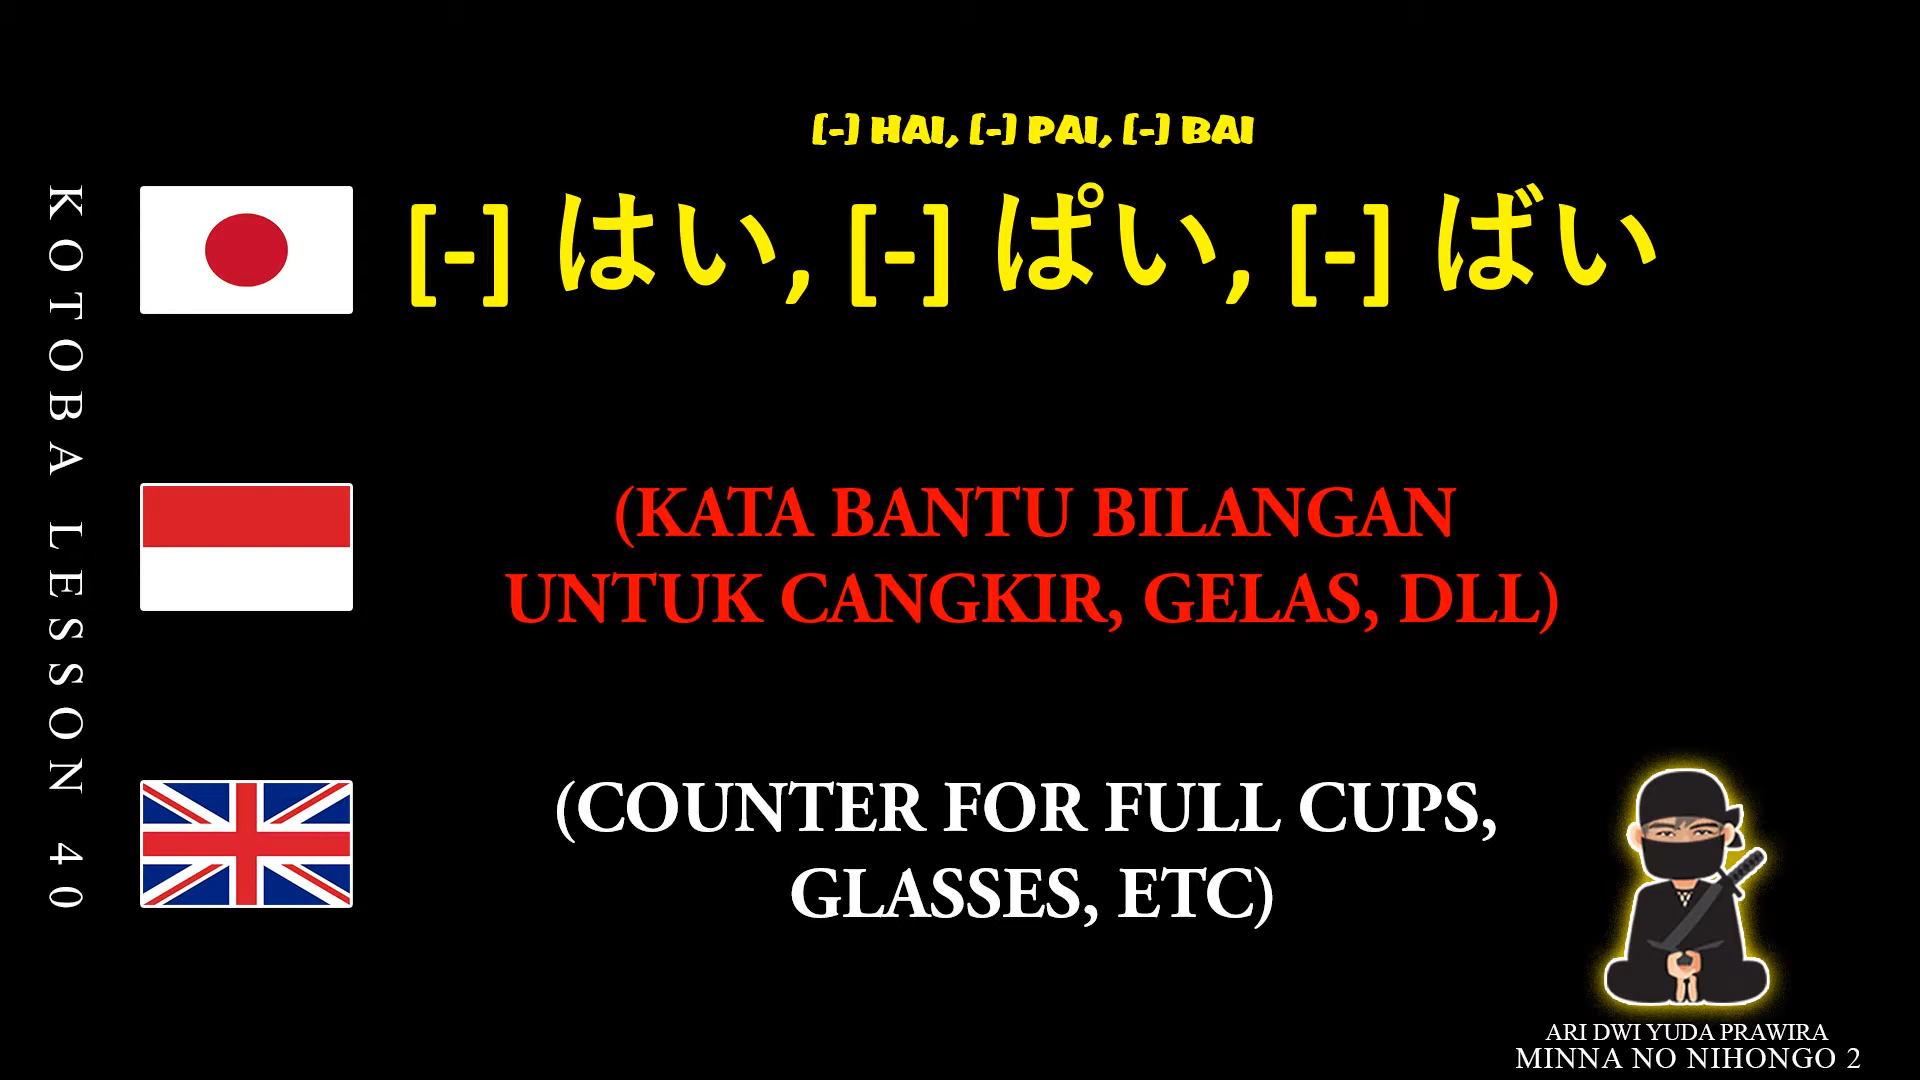 KOTOBA LESSON 40
[-] HAI, [-] PAI, [-] BAI
[-] はい, [-] ぱい, [-] ばい
(KATA BANTU BILANGAN
UNTUK CANGKIR, GELAS, DLL)
(COUNTER FOR FULL CUPS,
GLASSES, ETC)
ARI DWI YUDA PRAWIRA
MINNA NO NIHONGO 2